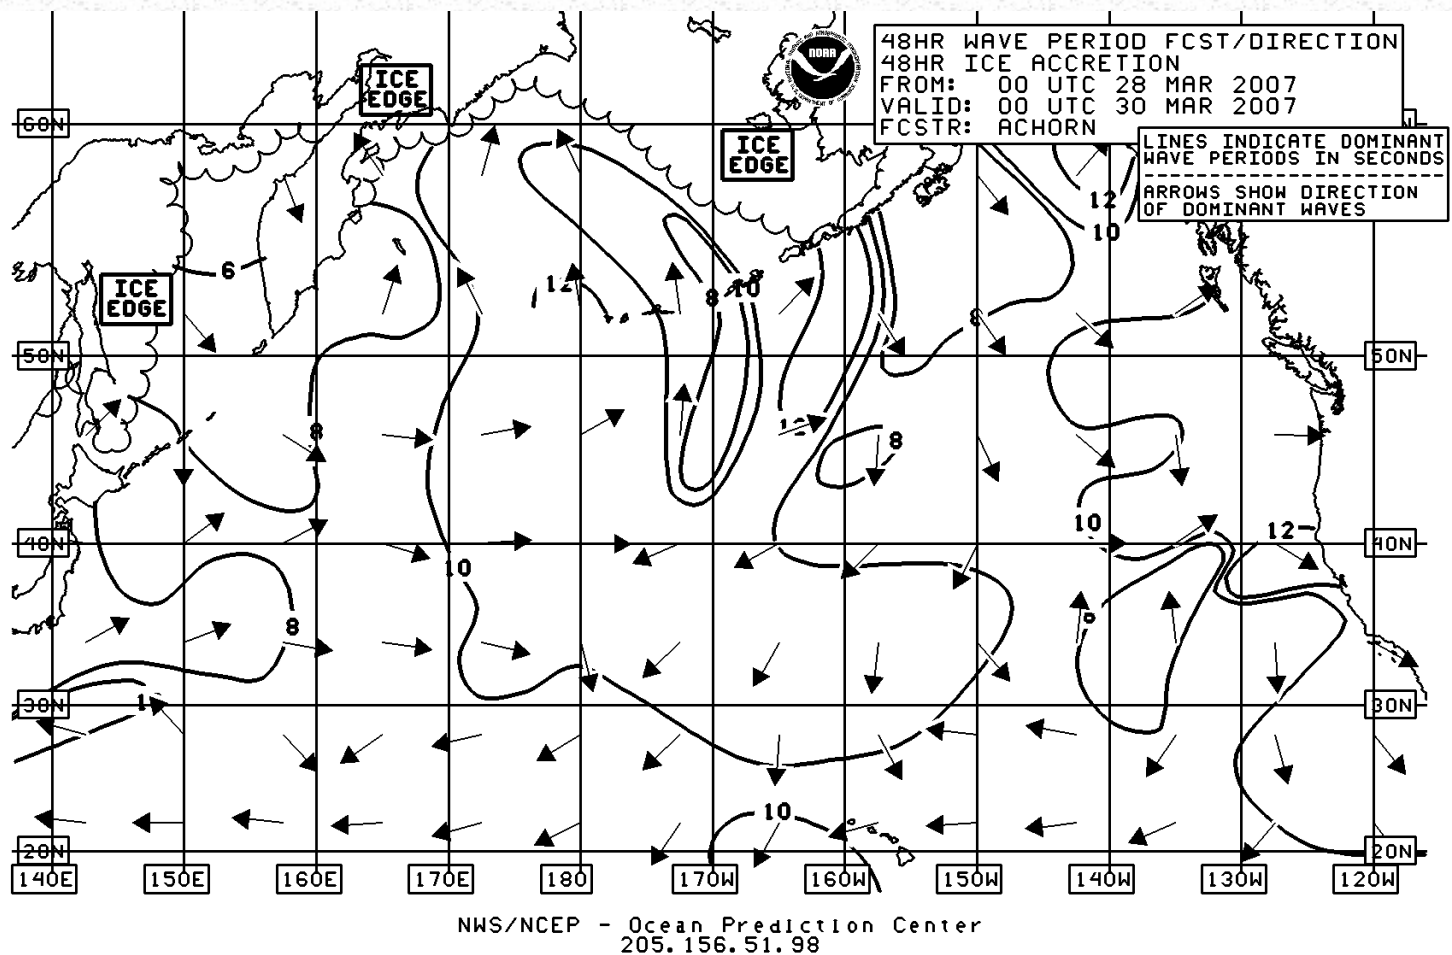 NOAA
48HR WAVE PERIOD FCST/DIRECTION
48HR ICE ACCRETION
FROM: 00 UTC 28 MAR 2007
VALID: 00 UTC 30 MAR 2007
FCSTR: ACHORN
LINES INDICATE DOMINANT
WAVE PERIODS IN SECONDS
ARROWS SHOW DIRECTION
OF DOMINANT WAVES
ICE
EDGE
ICE
EDGE
ICE
EDGE
60N
12
10
6
12
8
10
8
50N
50N
8
12
8
10
12
40N
40N
10
8
30N
30N
10
20N
20N
140E 150E 160E 170E 180 170W 160W 150W 140W 130W 120W
NWS/NCEP – Ocean Prediction Center
205.156.51.98